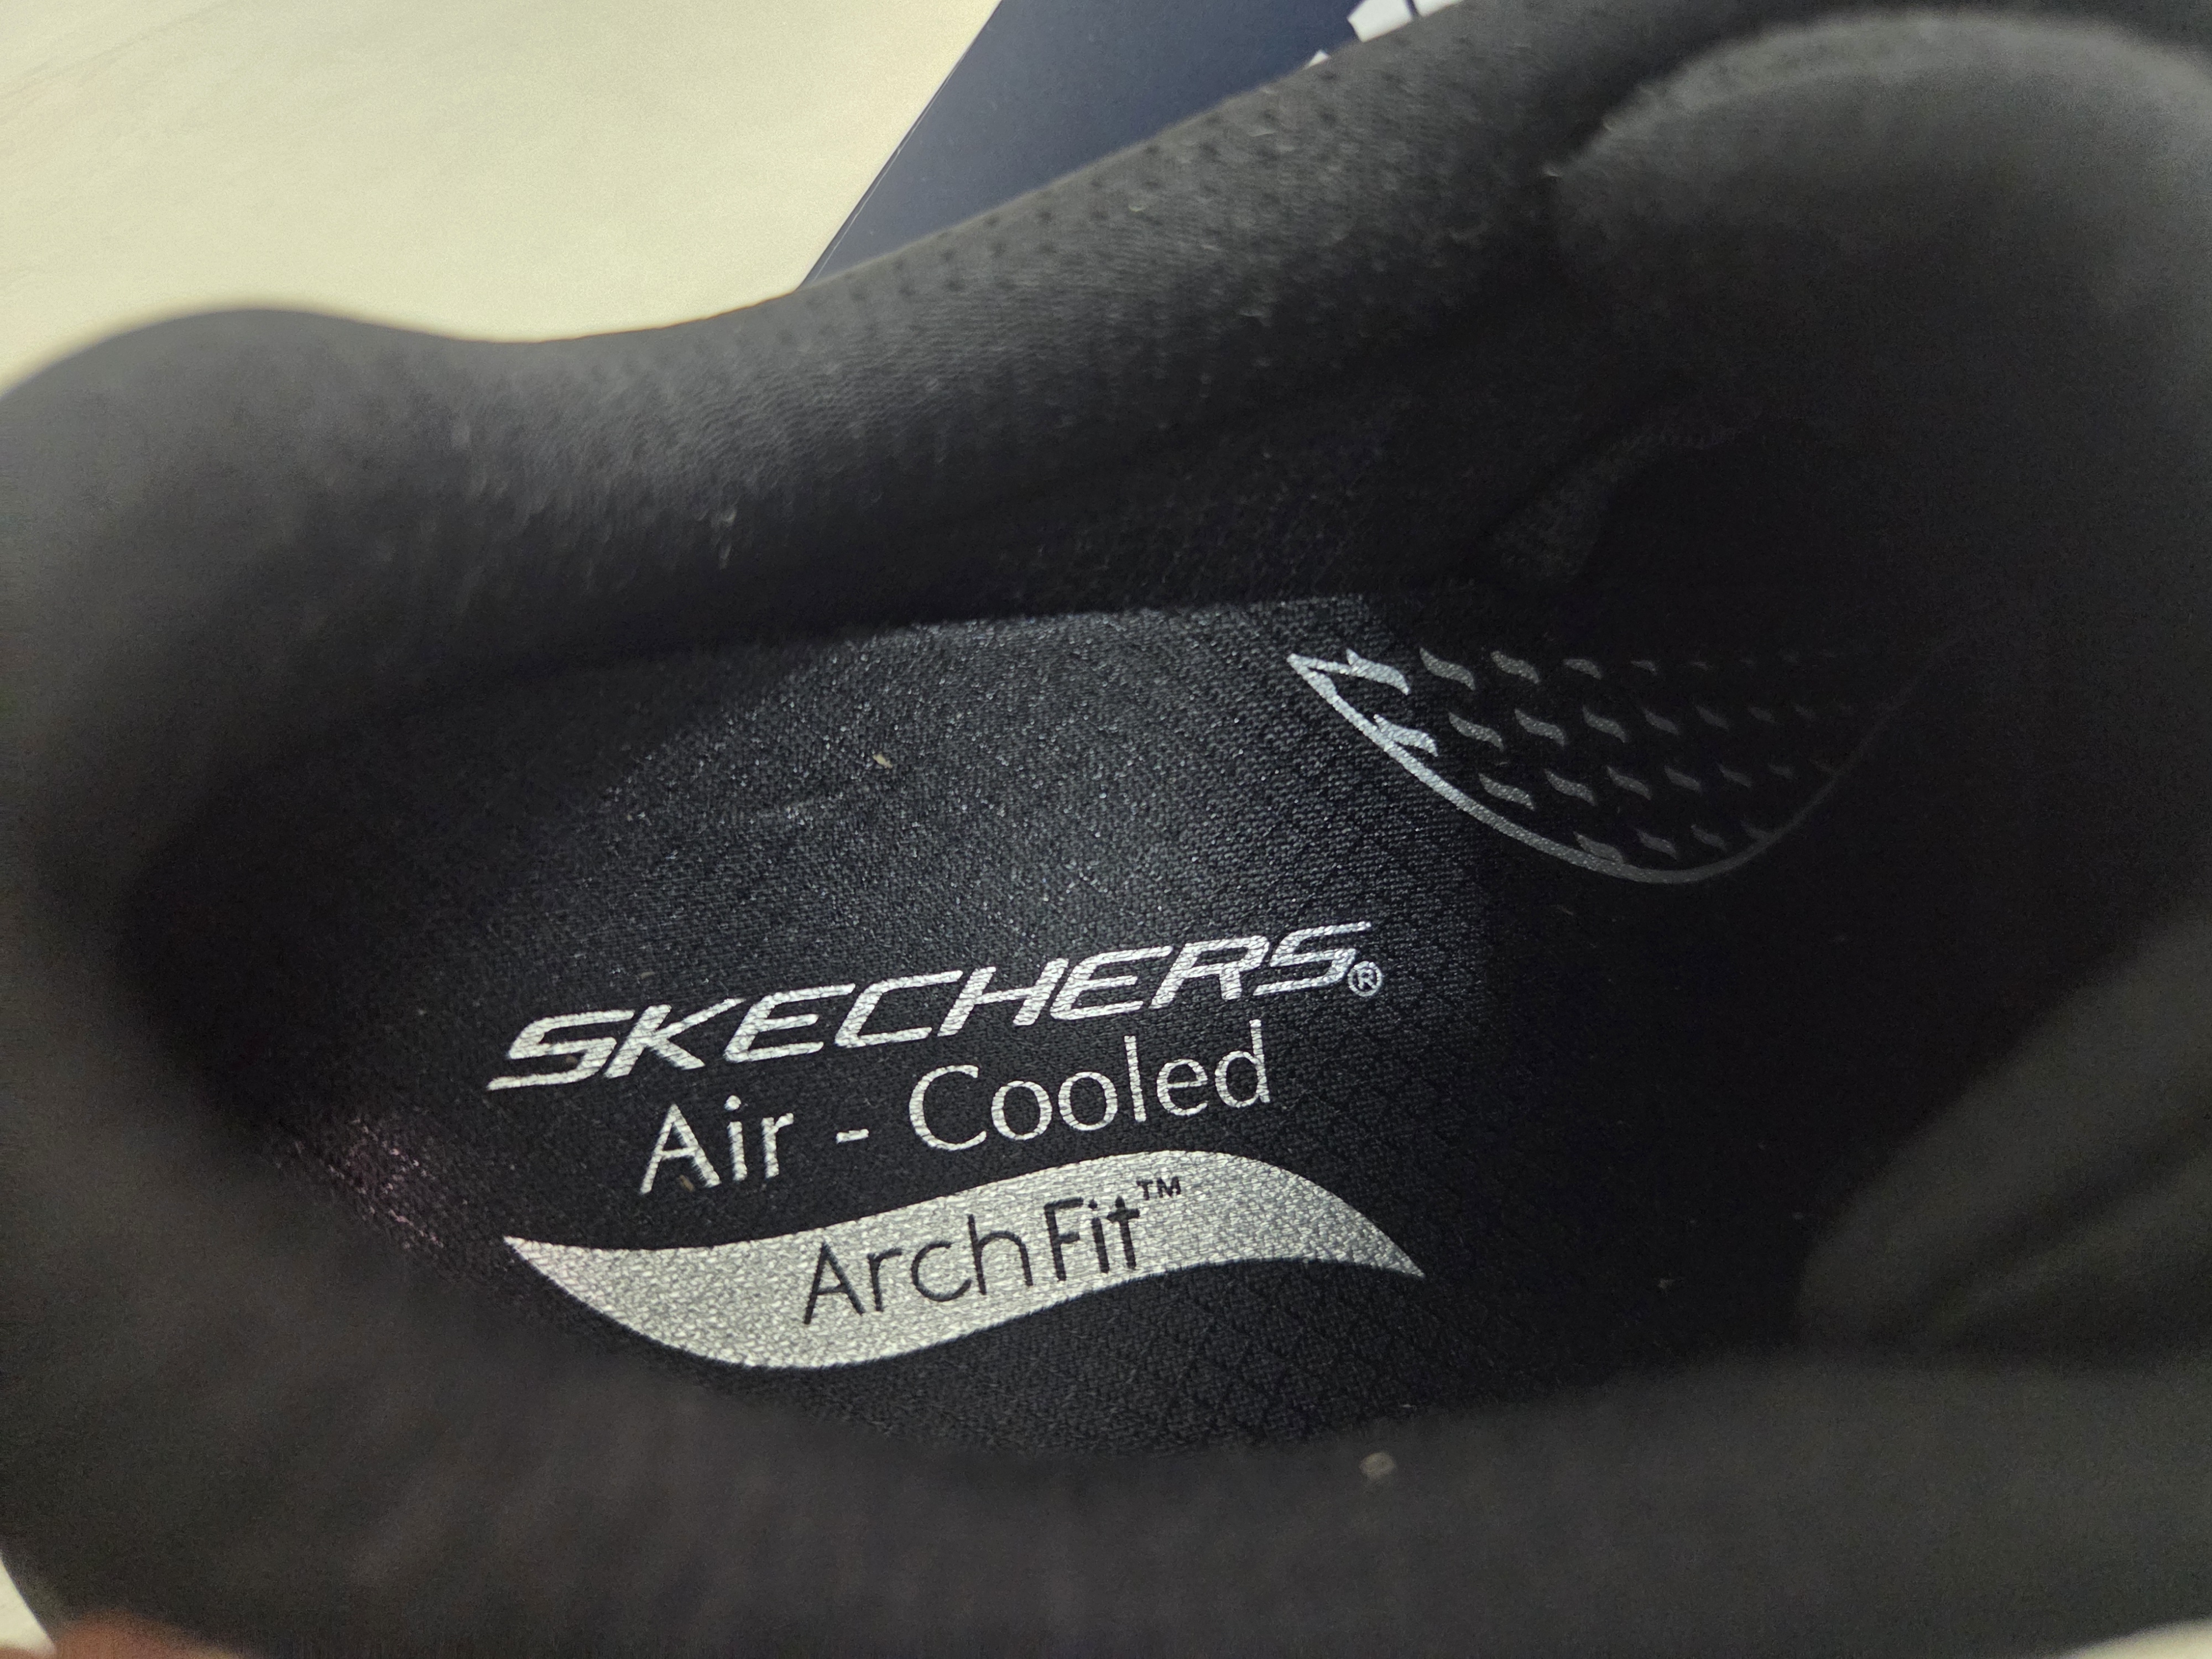 SKECHERS®
Air - Cooled
Arch Fit™